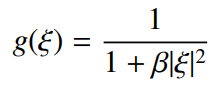 g(ξ) = 1 / (1 + β|ξ|²)